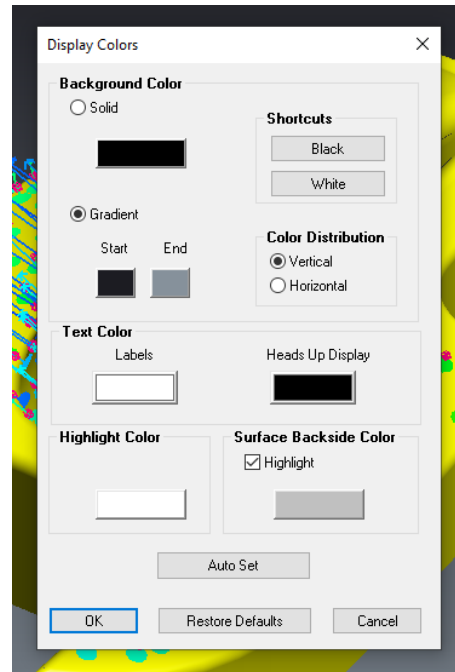 Display Colors
Background Color
Solid
Shortcuts
Black
White
Gradient
Start End
Color Distribution
Vertical
Horizontal
Text Color
Labels Heads Up Display
Highlight Color
Surface Backside Color
Highlight
Auto Set
OK Restore Defaults Cancel